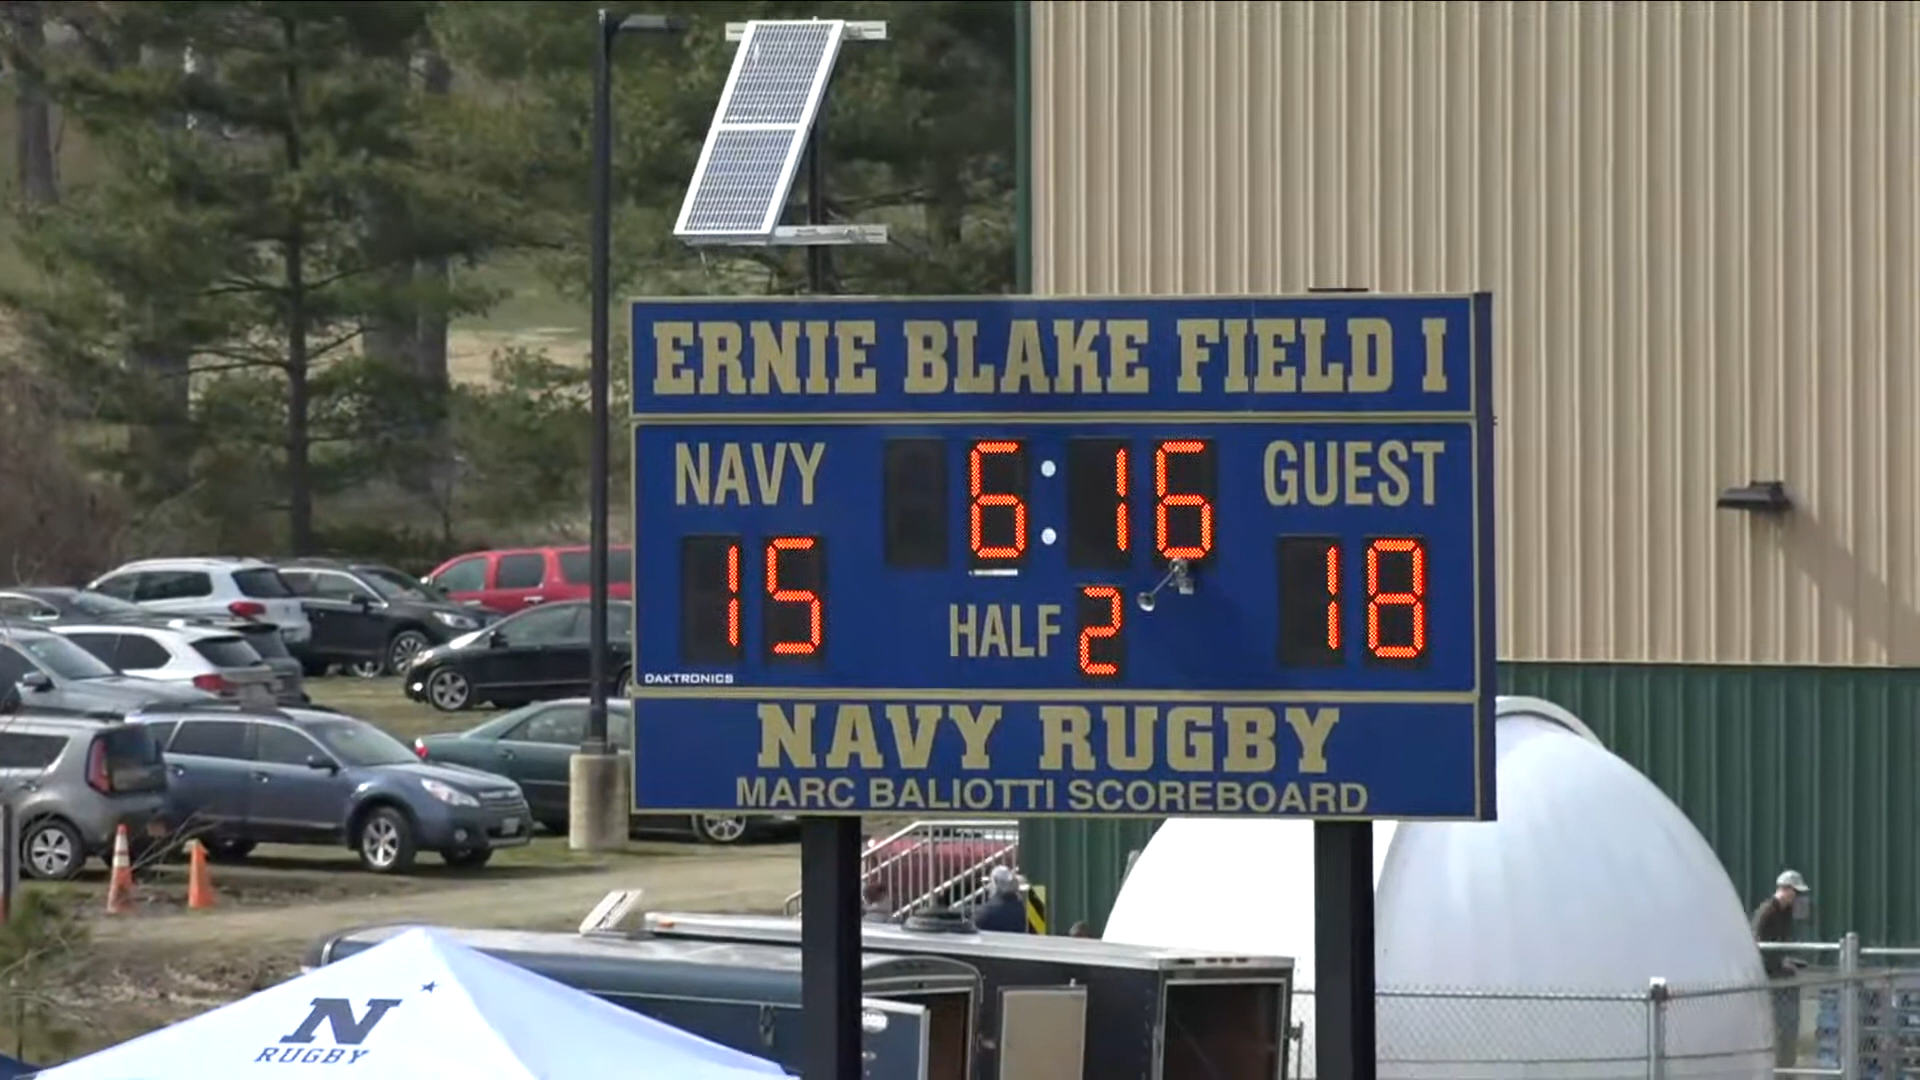 ERNIE BLAKE FIELD I
NAVY 6:16 GUEST
15 HALF 2 18
DAKTRONICS
NAVY RUGBY
MARC BALIOTTI SCOREBOARD
N
RUGBY